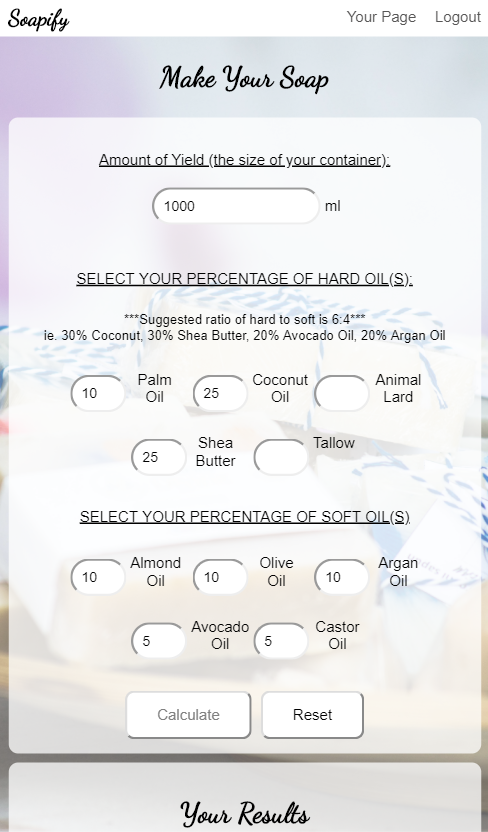 Soapify Your Page Logout
Make Your Soap
Amount of Yield (the size of your container):
1000 ml
SELECT YOUR PERCENTAGE OF HARD OIL(S):
***Suggested ratio of hard to soft is 6:4***
ie. 30% Coconut, 30% Shea Butter, 20% Avocado Oil, 20% Argan Oil
10 Palm Oil 25 Coconut Oil Animal Lard
25 Shea Butter Tallow
SELECT YOUR PERCENTAGE OF SOFT OIL(S)
10 Almond Oil 10 Olive Oil 10 Argan Oil
5 Avocado Oil 5 Castor Oil
Calculate Reset
Your Results